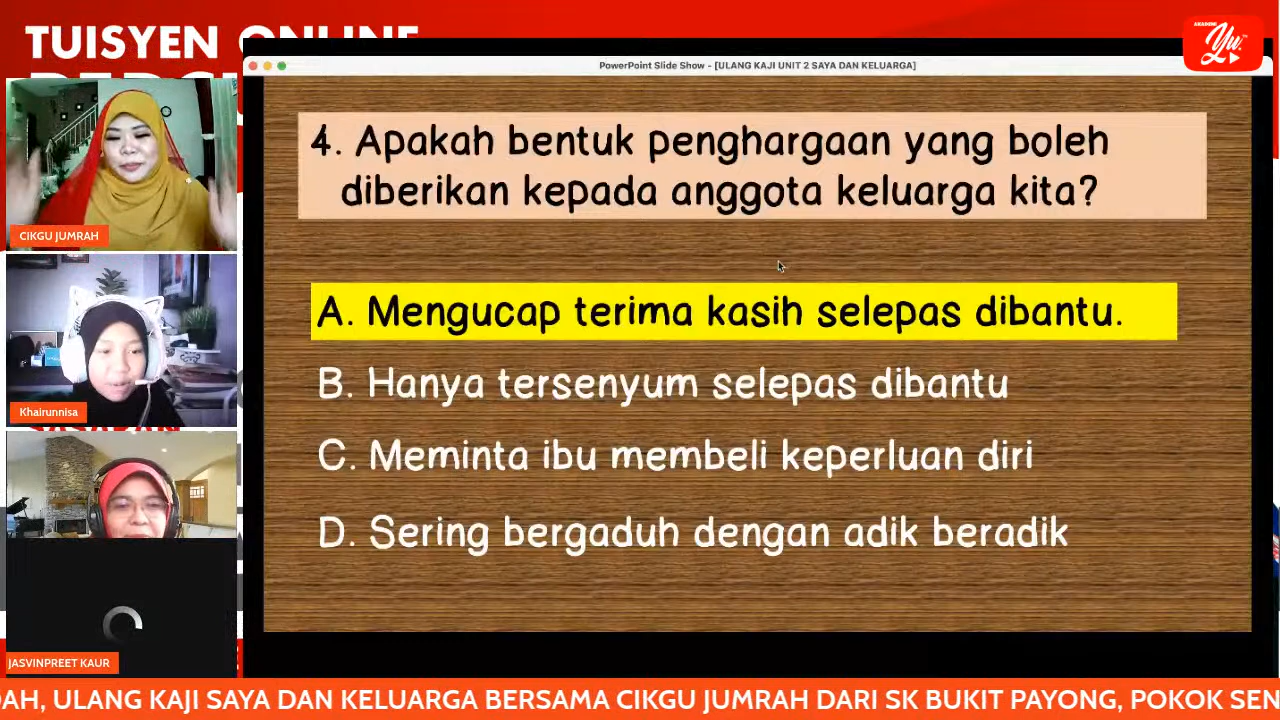 TUISYEN ONLINE
AKADEMI
Yu.
PowerPoint Slide Show - [ULANG KAJI UNIT 2 SAYA DAN KELUARGA]
4. Apakah bentuk penghargaan yang boleh
diberikan kepada anggota keluarga kita?
A. Mengucap terima kasih selepas dibantu.
B. Hanya tersenyum selepas dibantu
C. Meminta ibu membeli keperluan diri
D. Sering bergaduh dengan adik beradik
CIKGU JUMRAH
Khairunnisa
JASVINPREET KAUR
AH, ULANG KAJI SAYA DAN KELUARGA BERSAMA CIKGU JUMRAH DARI SK BUKIT PAYONG, POKOK SEN